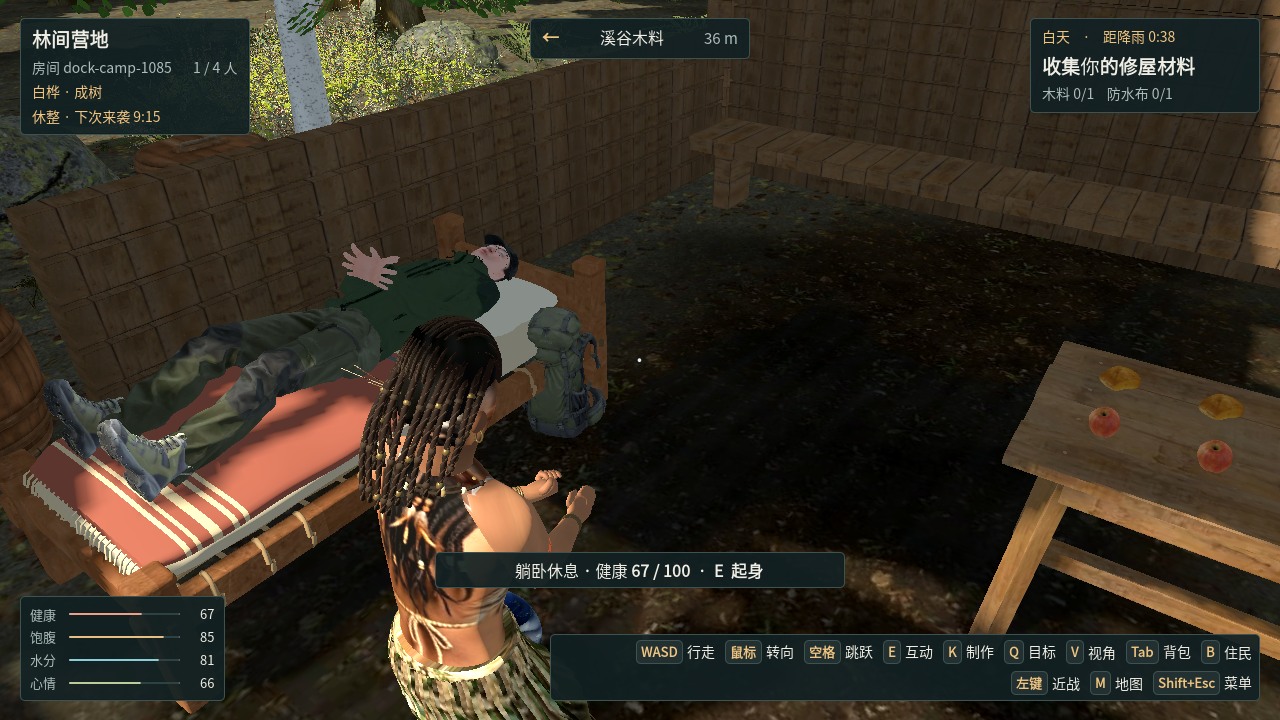 林间营地
房间 dock-camp-1085 1 / 4 人
白桦 · 成树
休整 · 下次来袭 9:15
← 溪谷木料 36 m
白天 · 距降雨 0:38
收集你的修屋材料
木料 0/1 防水布 0/1
躺卧休息 · 健康 67 / 100 · E 起身
健康 67
饱腹 85
水分 81
心情 66
WASD 行走 鼠标 转向 空格 跳跃 E 互动 K 制作 Q 目标 V 视角 Tab 背包 B 住民
左键 近战 M 地图 Shift+Esc 菜单